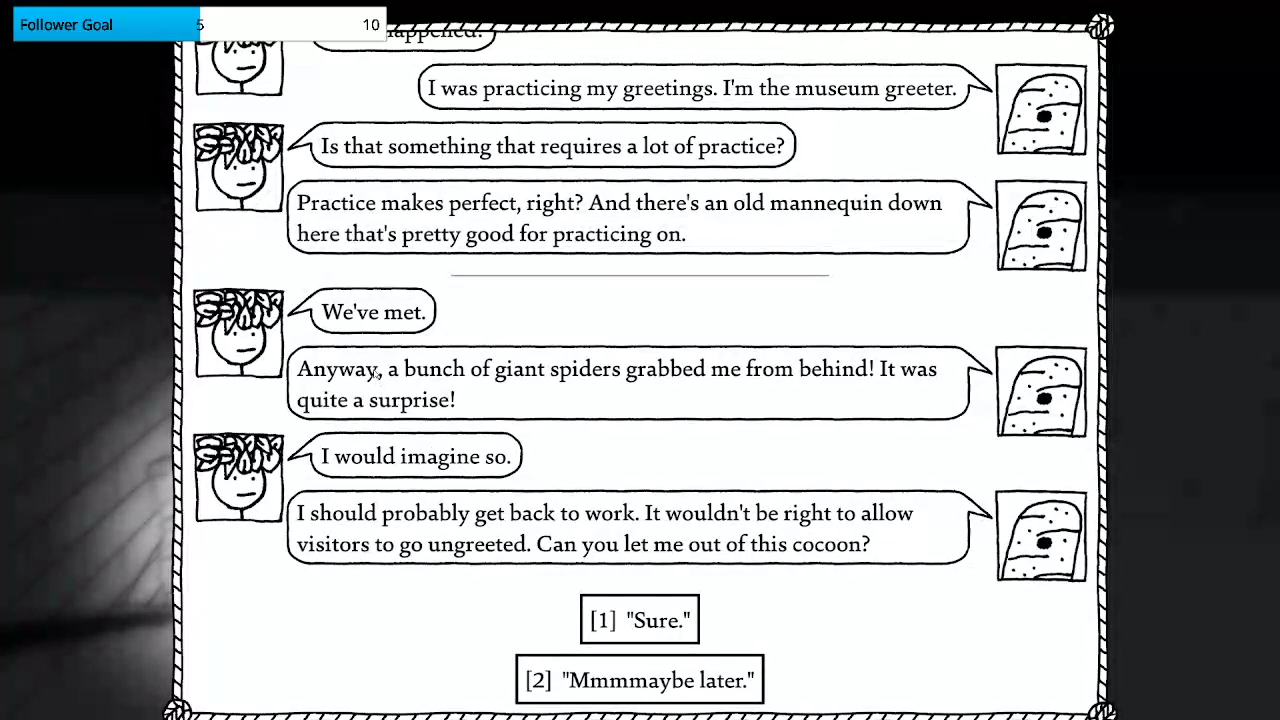 Follower Goal 5 10
happened.
I was practicing my greetings. I'm the museum greeter.
Is that something that requires a lot of practice?
Practice makes perfect, right? And there's an old mannequin down
here that's pretty good for practicing on.
We've met.
Anyway, a bunch of giant spiders grabbed me from behind! It was
quite a surprise!
I would imagine so.
I should probably get back to work. It wouldn't be right to allow
visitors to go ungreeted. Can you let me out of this cocoon?
[1] "Sure."
[2] "Mmmmaybe later."